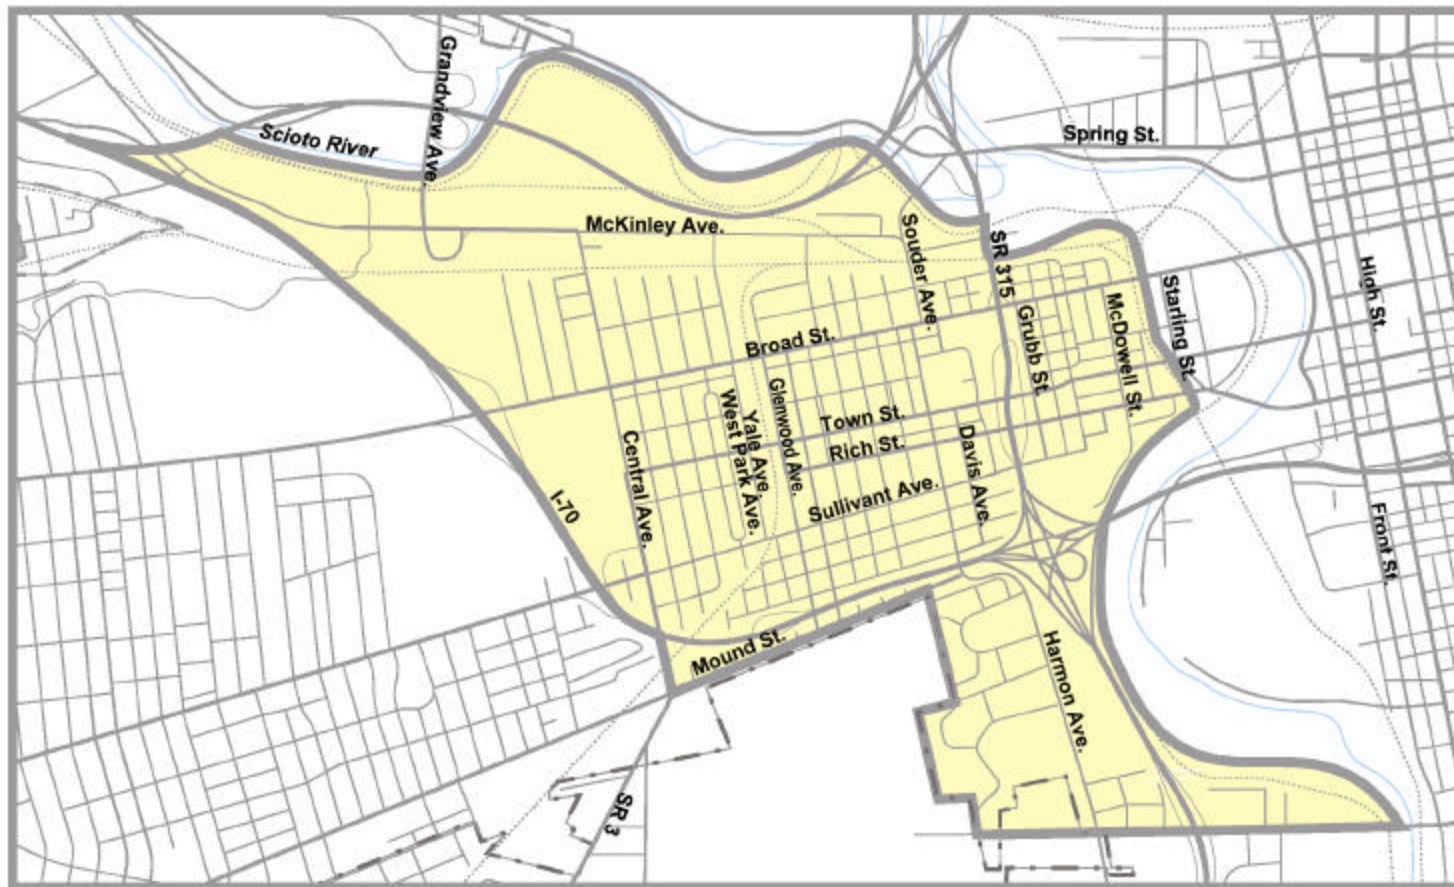 Grandview Ave.
Scioto River
Spring St.
McKinley Ave.
Souder Ave.
SR 315
High St.
Starling St.
McDowell St.
Grubb St.
Broad St.
Glenwood Ave.
Town St.
Yale Ave.
West Park Ave.
Rich St.
Central Ave.
Davis Ave.
Sullivant Ave.
I-70
Front St.
Mound St.
Harmon Ave.
SR 3